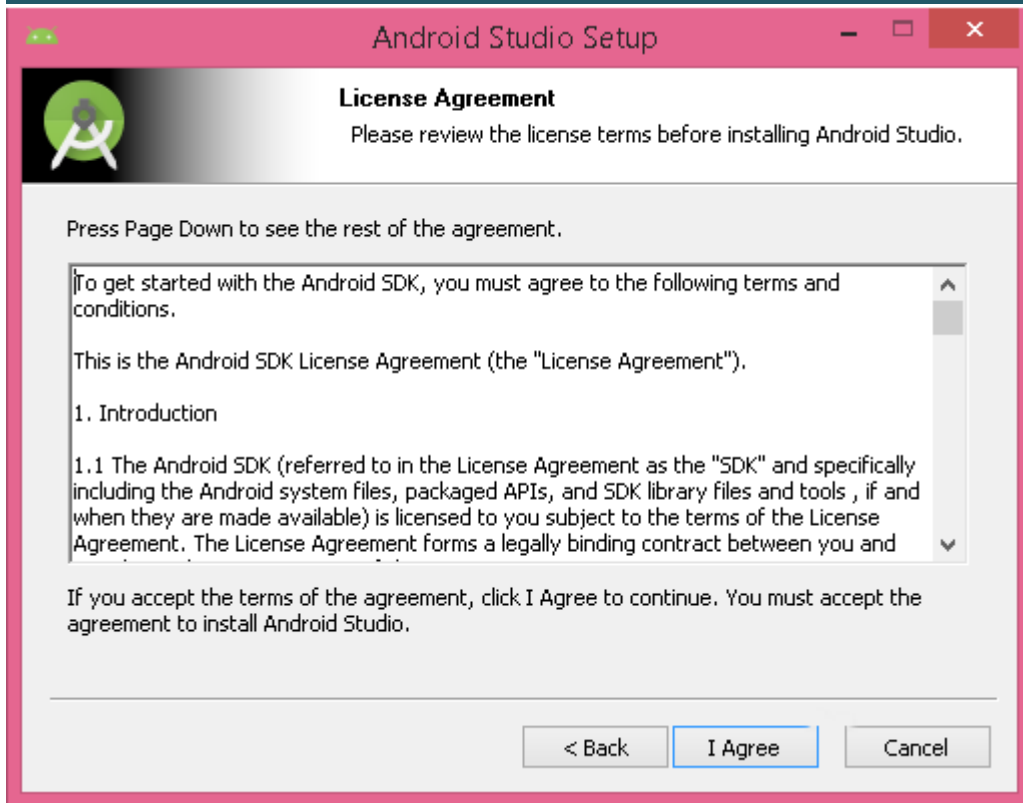 Android Studio Setup
License Agreement
Please review the license terms before installing Android Studio.
Press Page Down to see the rest of the agreement.
To get started with the Android SDK, you must agree to the following terms and
conditions.
This is the Android SDK License Agreement (the "License Agreement").
1. Introduction
1.1 The Android SDK (referred to in the License Agreement as the "SDK" and specifically
including the Android system files, packaged APIs, and SDK library files and tools , if and
when they are made available) is licensed to you subject to the terms of the License
Agreement. The License Agreement forms a legally binding contract between you and
If you accept the terms of the agreement, click I Agree to continue. You must accept the
agreement to install Android Studio.
< Back
I Agree
Cancel